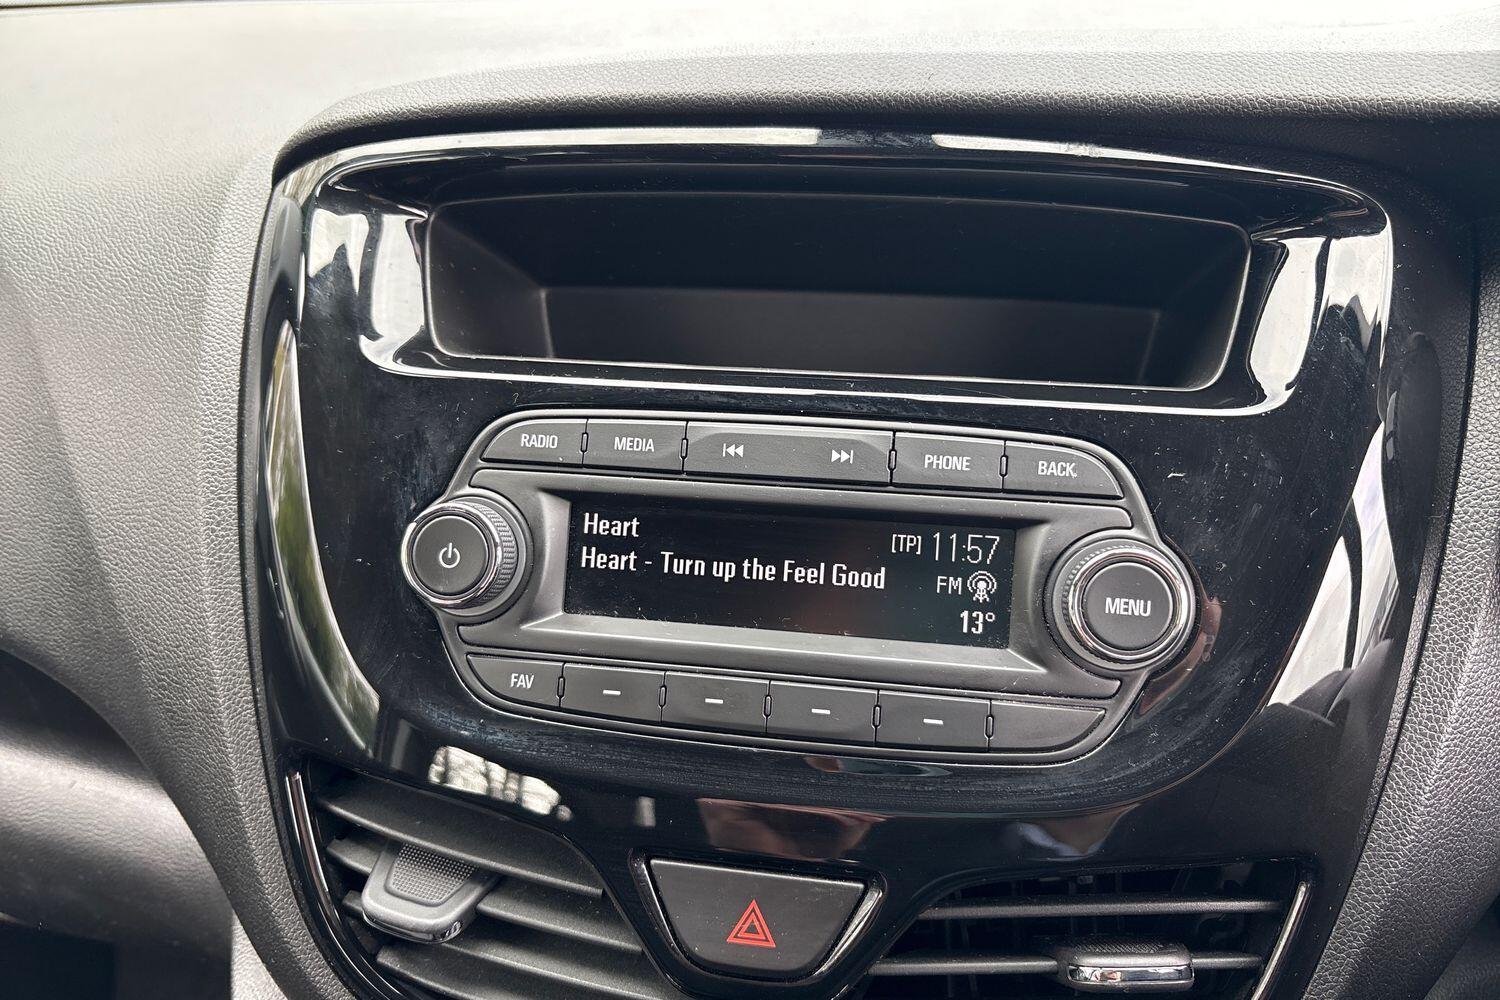 RADIO MEDIA PHONE BACK
Heart
[TP] 11:57
Heart - Turn up the Feel Good
FM
13°
MENU
FAV